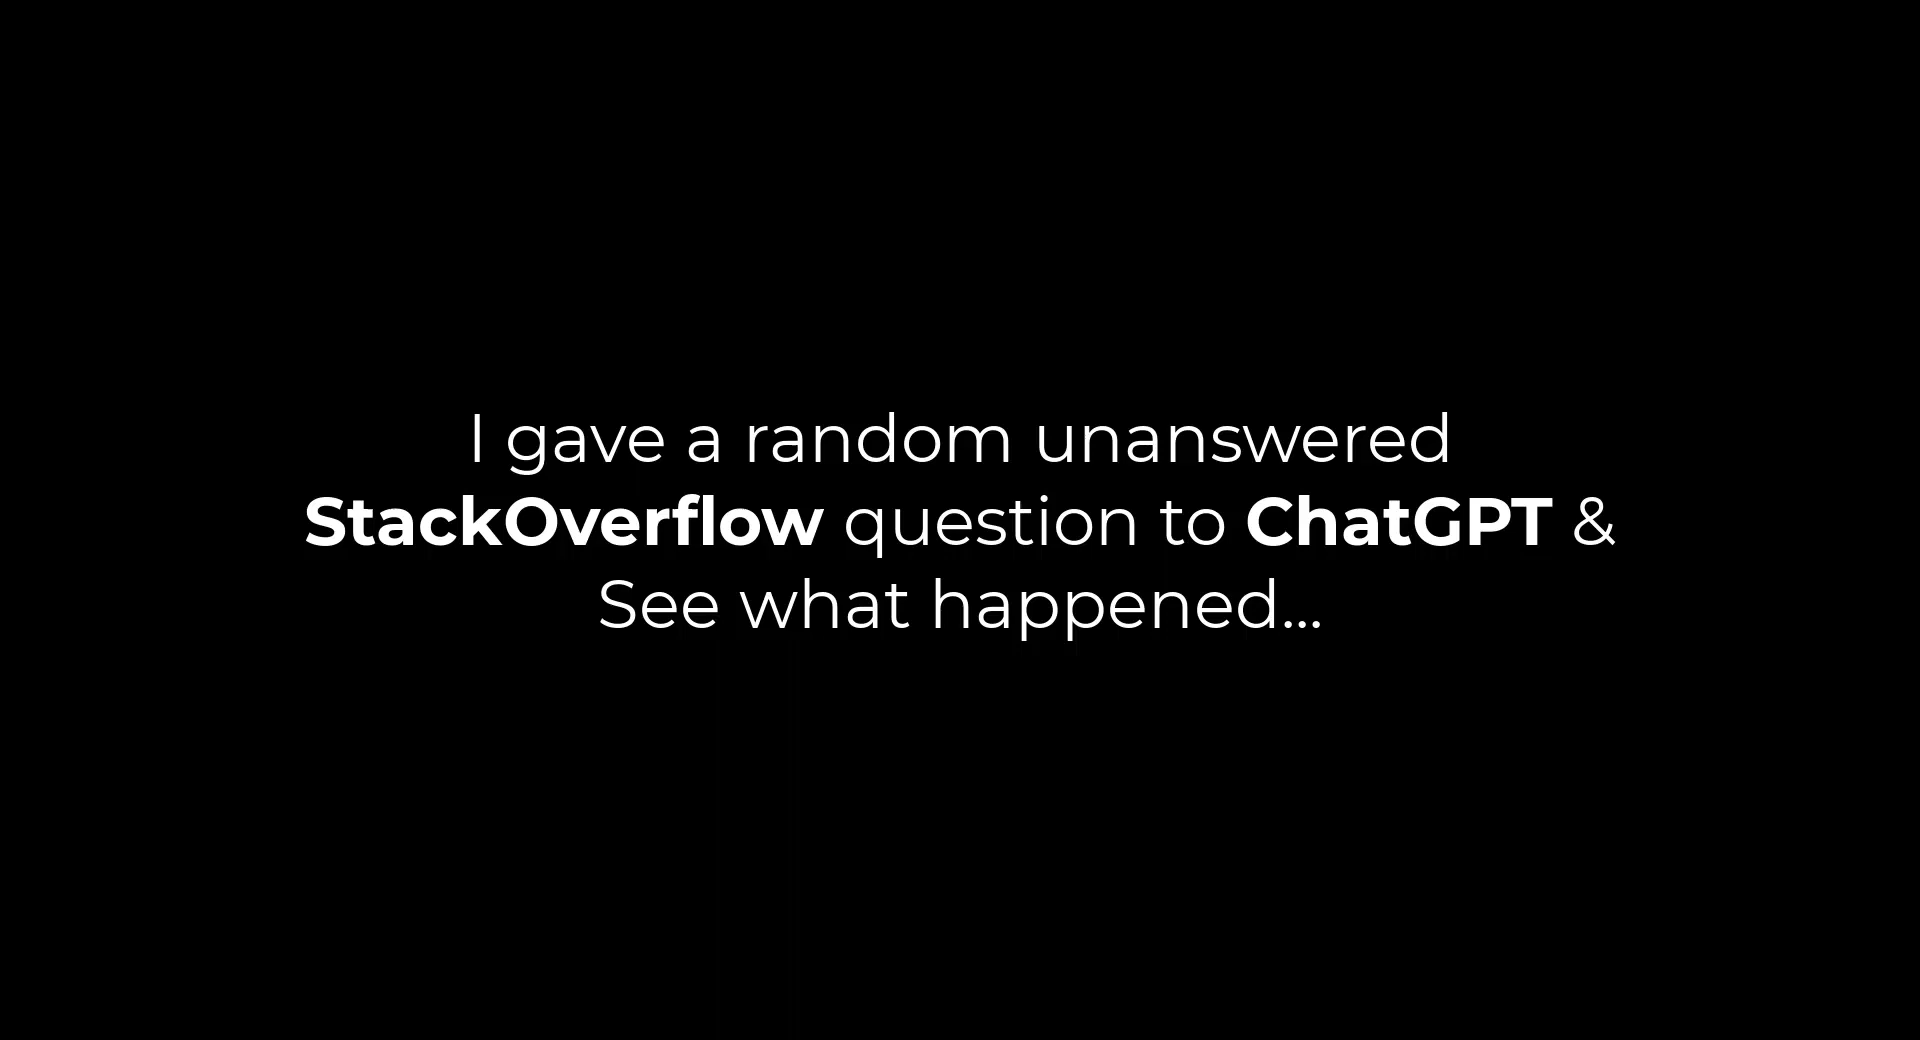 I gave a random unanswered
StackOverflow question to ChatGPT &
See what happened...